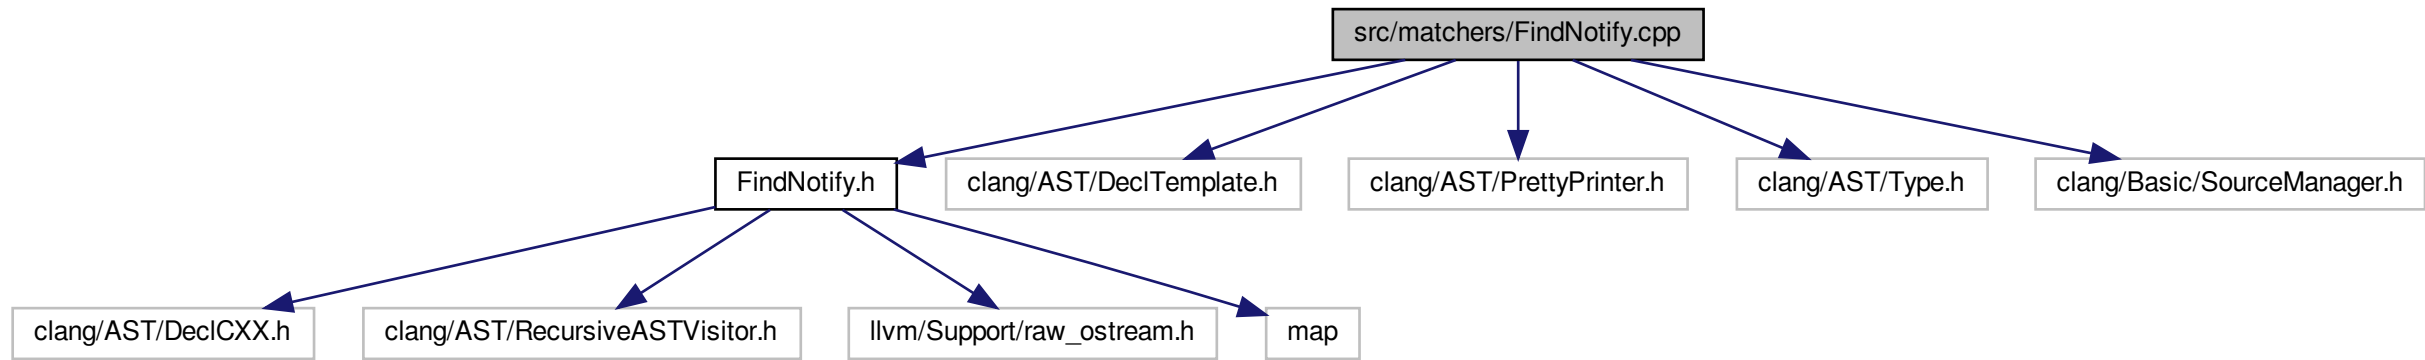 src/matchers/FindNotify.cpp
FindNotify.h
clang/AST/DeclTemplate.h
clang/AST/PrettyPrinter.h
clang/AST/Type.h
clang/Basic/SourceManager.h
clang/AST/DeclCXX.h
clang/AST/RecursiveASTVisitor.h
llvm/Support/raw_ostream.h
map